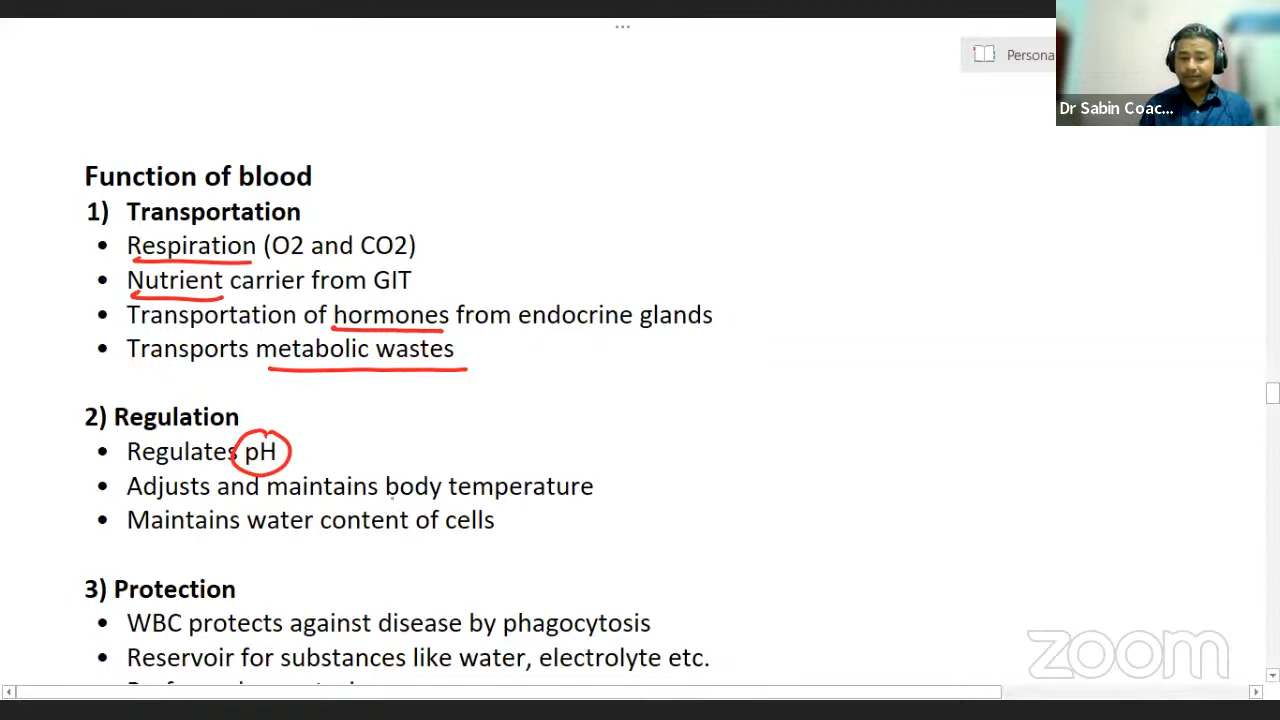 ...
Persona
Dr Sabin Coac...
Function of blood
1) Transportation
• Respiration (O2 and CO2)
• Nutrient carrier from GIT
• Transportation of hormones from endocrine glands
• Transports metabolic wastes
2) Regulation
• Regulates pH
• Adjusts and maintains body temperature
• Maintains water content of cells
3) Protection
• WBC protects against disease by phagocytosis
• Reservoir for substances like water, electrolyte etc.
zoom